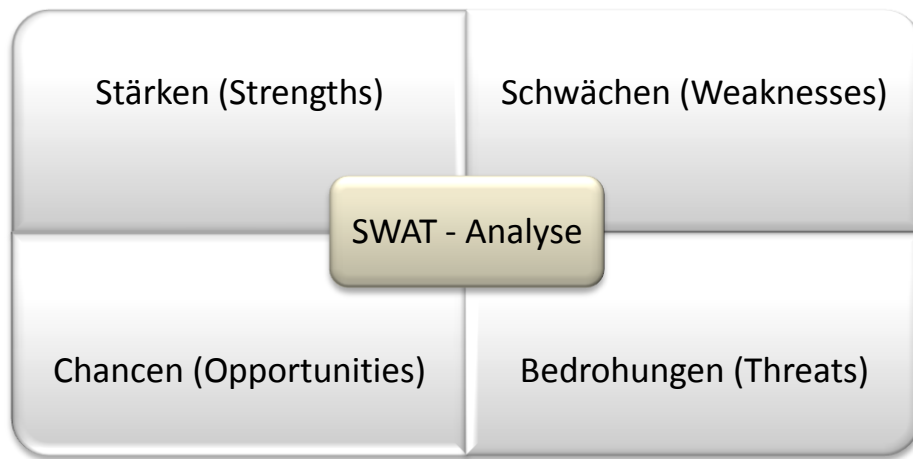 Stärken (Strengths)
Schwächen (Weaknesses)
SWAT - Analyse
Chancen (Opportunities)
Bedrohungen (Threats)